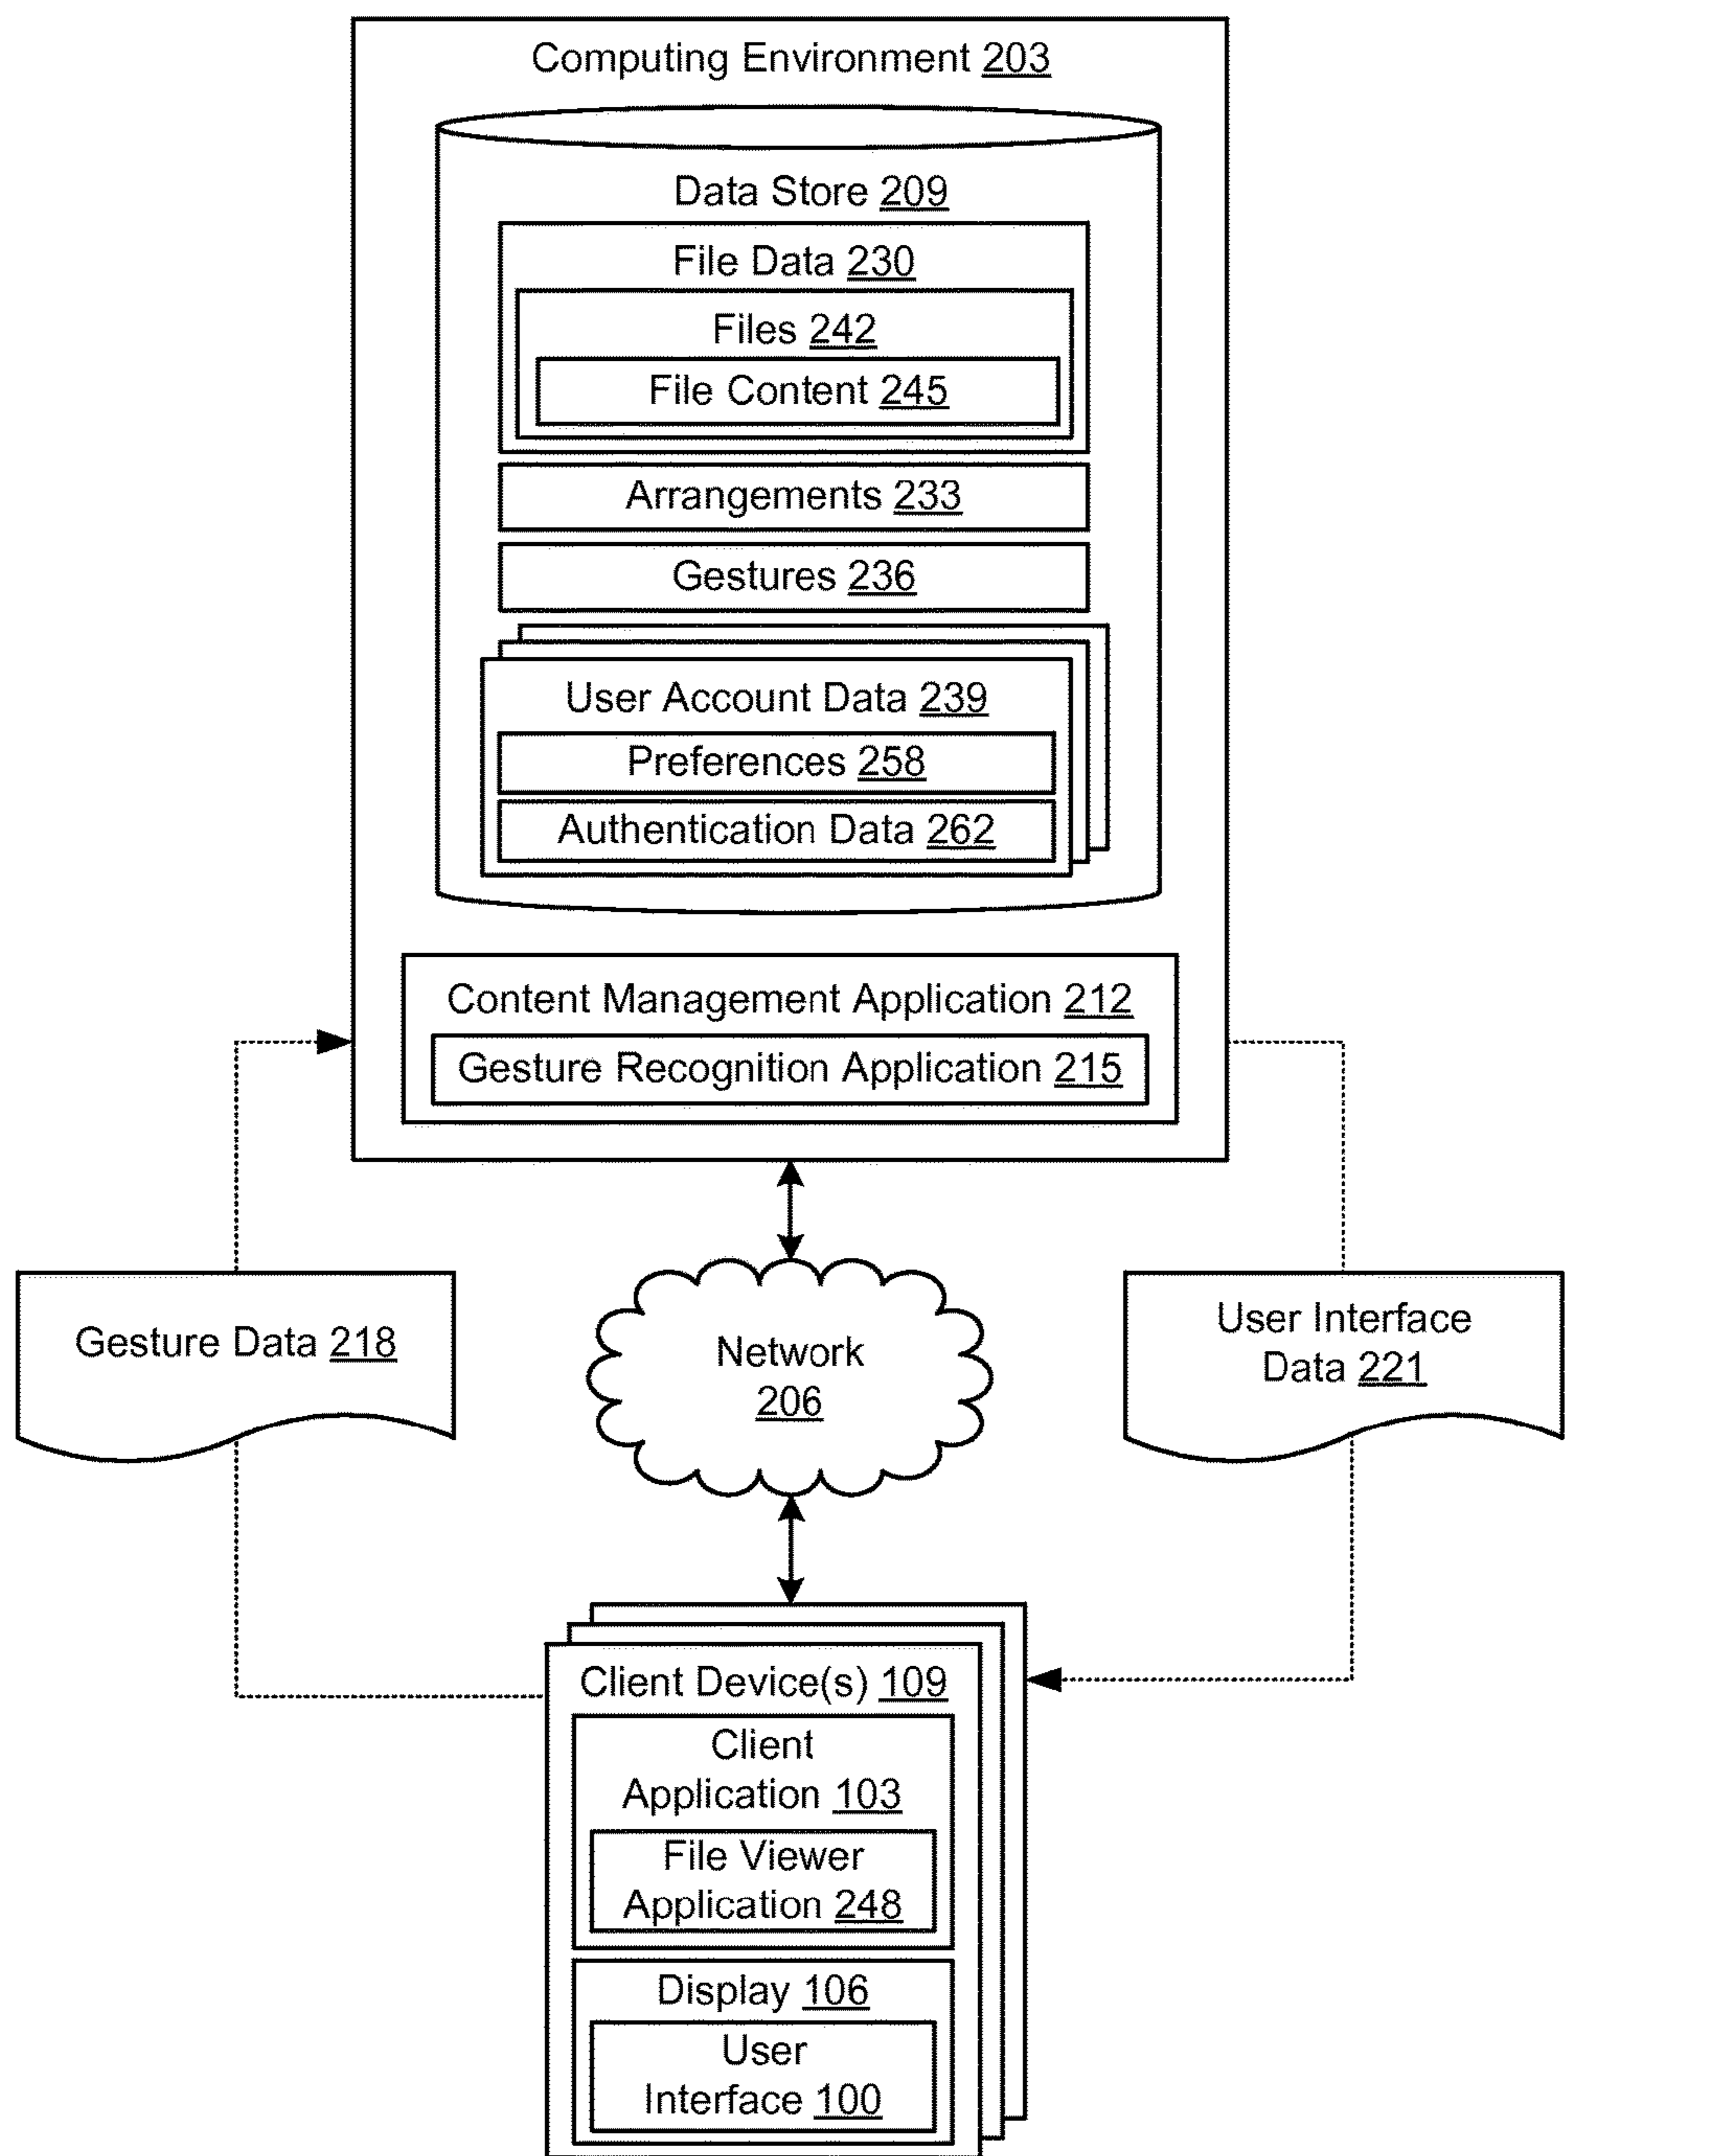 Computing Environment 203
Data Store 209
File Data 230
Files 242
File Content 245
Arrangements 233
Gestures 236
User Account Data 239
Preferences 258
Authentication Data 262
Content Management Application 212
Gesture Recognition Application 215
Gesture Data 218
Network
206
User Interface
Data 221
Client Device(s) 109
Client
Application 103
File Viewer
Application 248
Display 106
User
Interface 100